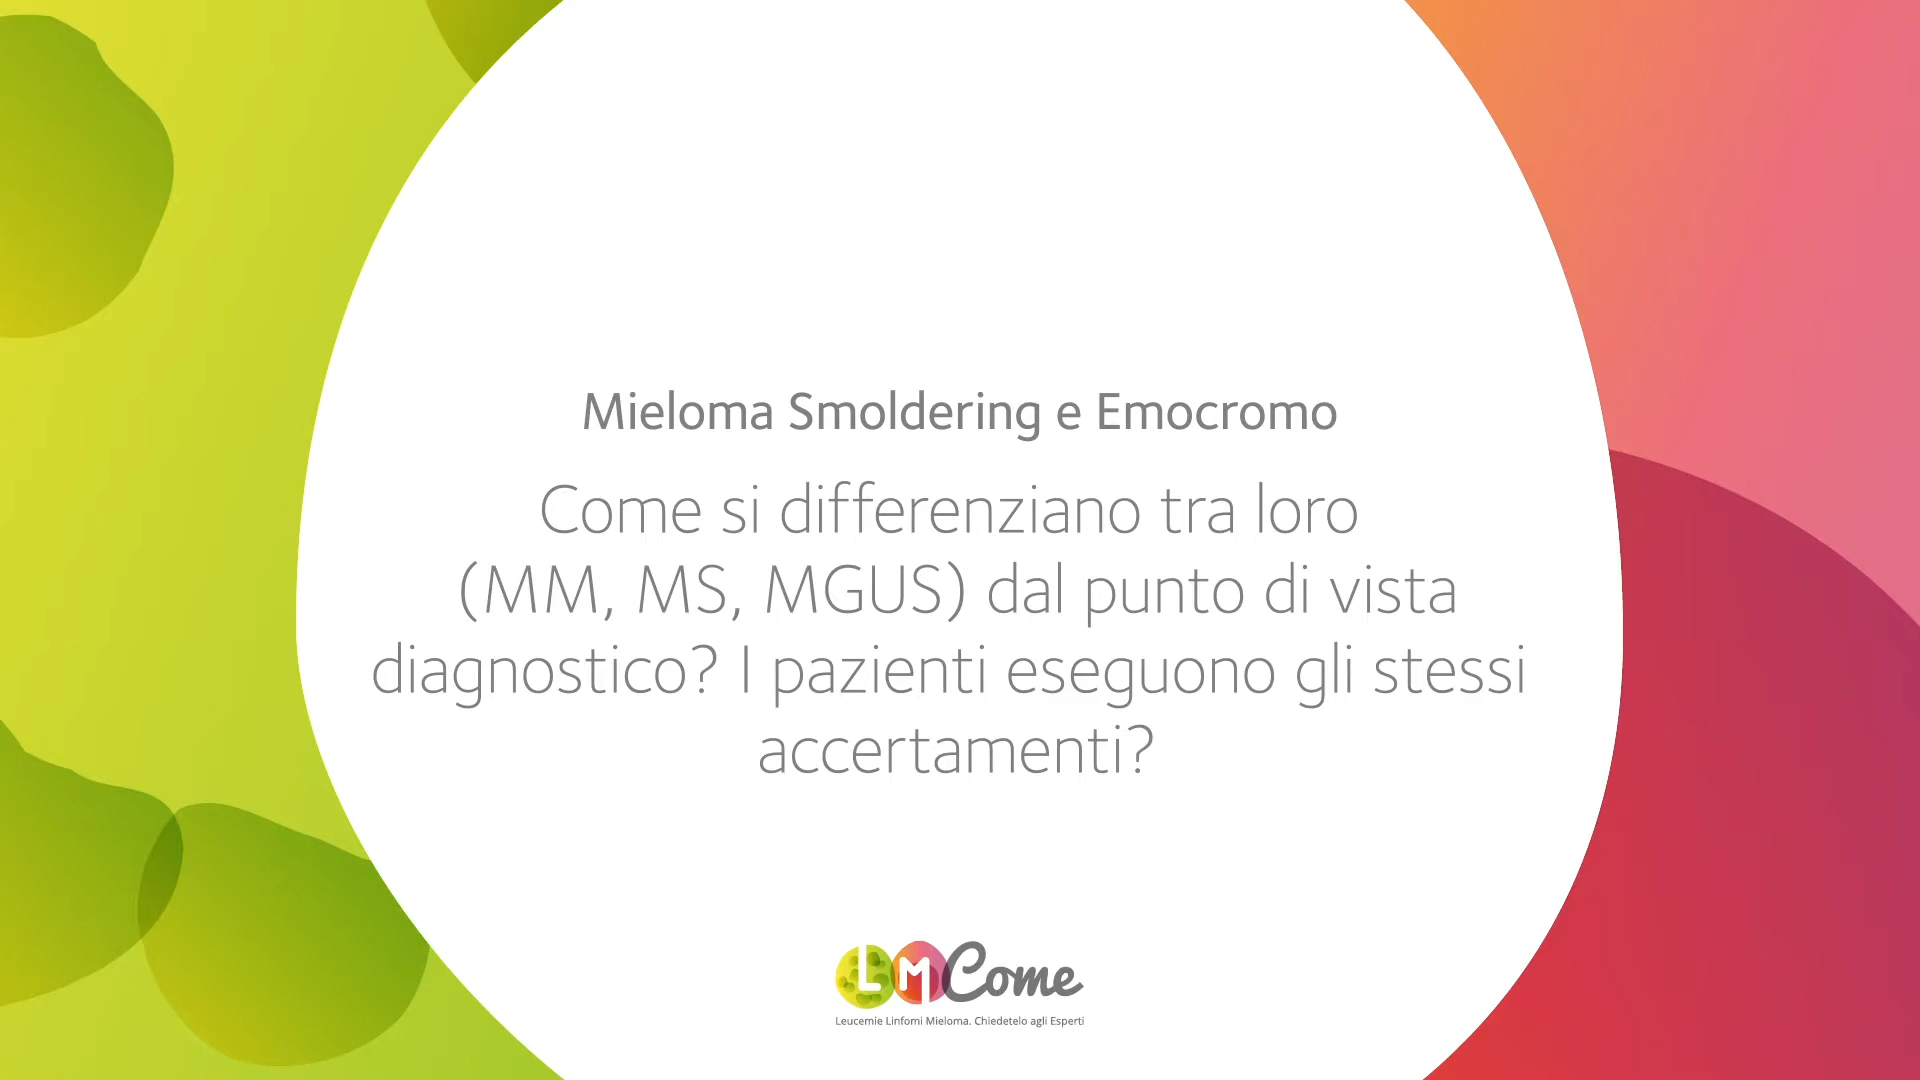 Mieloma Smoldering e Emocromo
Come si differenziano tra loro
(MM, MS, MGUS) dal punto di vista
diagnostico? I pazienti eseguono gli stessi
accertamenti?
LMCome
Leucemie Linfomi Mieloma. Chiedetelo agli Esperti